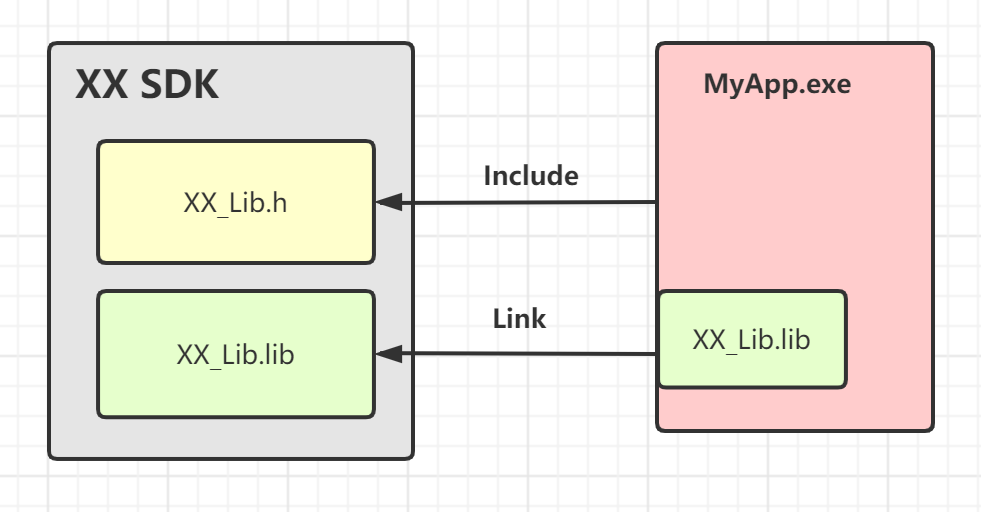 XX SDK
MyApp.exe
Include
XX_Lib.h
Link
XX_Lib.lib
XX_Lib.lib